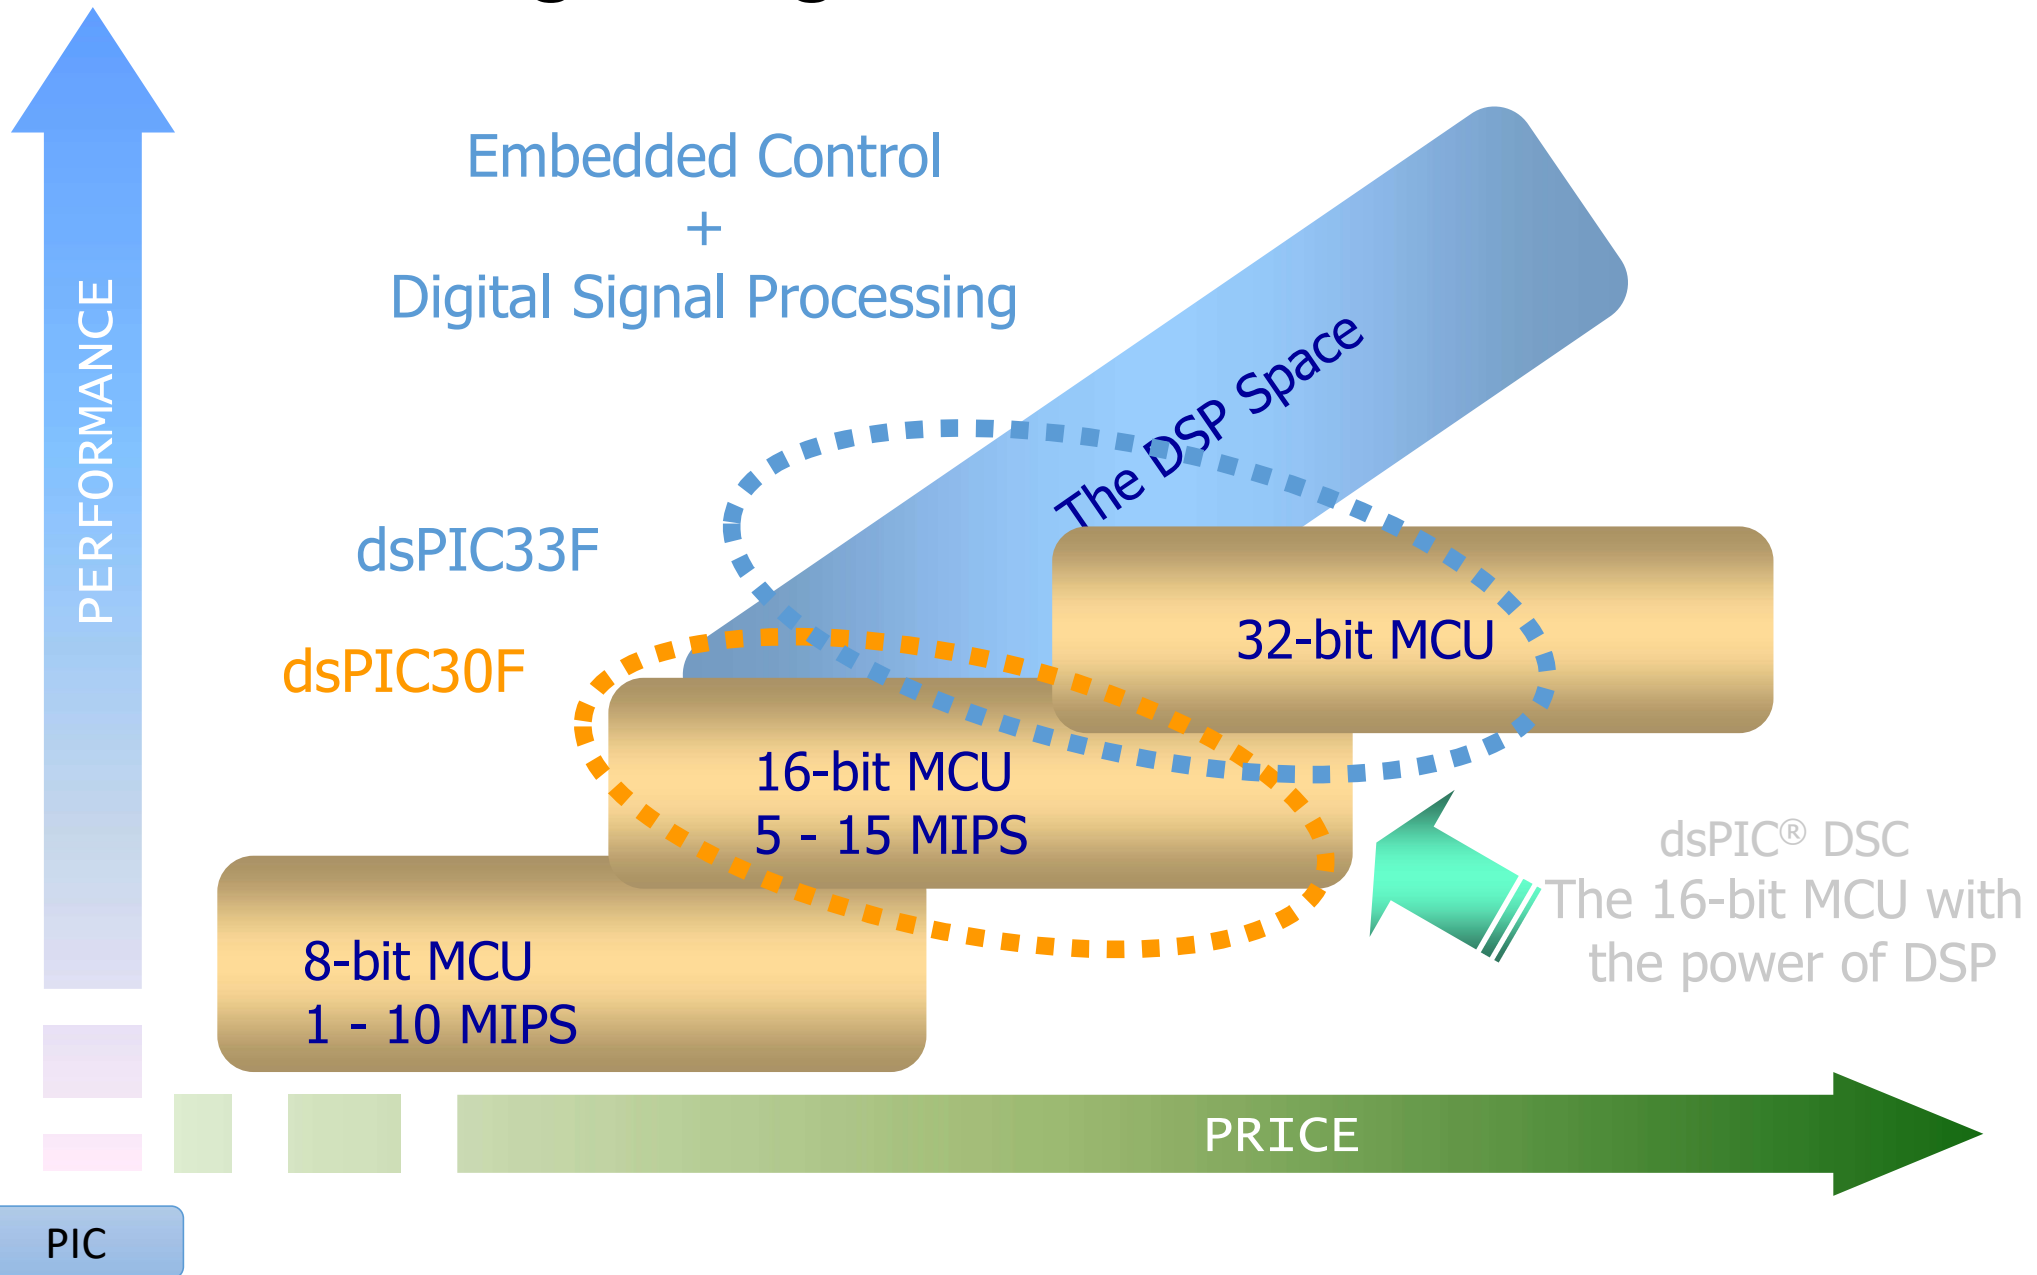 Embedded Control
+
Digital Signal Processing
PERFORMANCE
The DSP Space
dsPIC33F
dsPIC30F
32-bit MCU
16-bit MCU
5 - 15 MIPS
dsPIC® DSC
The 16-bit MCU with
the power of DSP
8-bit MCU
1 - 10 MIPS
PRICE
PIC